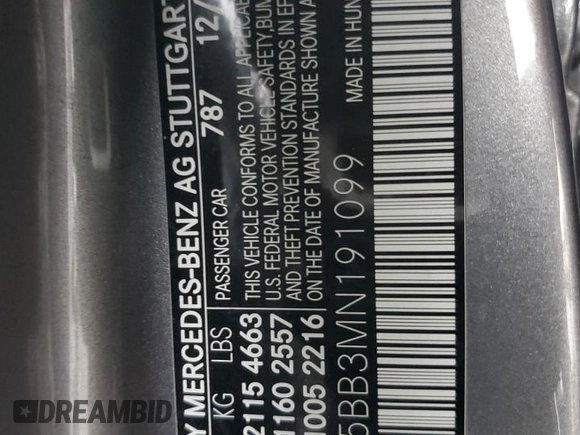 Y MERCEDES-BENZ AG STUTTGART
KG LBS PASSENGER CAR 787 12/
2115 4663 THIS VEHICLE CONFORMS TO ALL APPLICABLE
1160 2557 U.S. FEDERAL MOTOR VEHICLE SAFETY, BUM
1005 2216 AND THEFT PREVENTION STANDARDS IN EF
ON THE DATE OF MANUFACTURE SHOWN A
MADE IN HUN
5BB3MN191099
DREAMBID